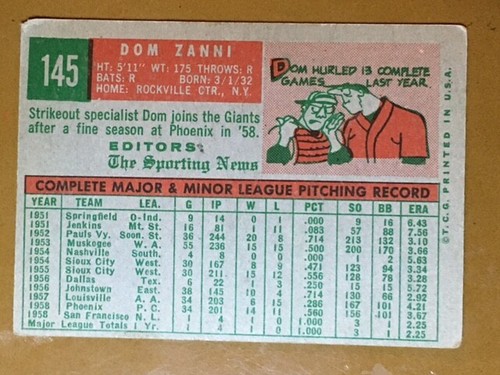 145
DOM ZANNI
HT: 5'11" WT: 175 THROWS: R
BATS: R BORN: 3/1/32
HOME: ROCKVILLE CTR., N.Y.
Strikeout specialist Dom joins the Giants
after a fine season at Phoenix in '58.
EDITORS:
The Sporting News
DOM HURLED 13 COMPLETE
GAMES LAST YEAR.
© T.C.G. PRINTED IN U.S.A.
COMPLETE MAJOR & MINOR LEAGUE PITCHING RECORD
YEAR TEAM LEA. G IP W L PCT SO BB ERA
1951 Springfield O-Ind. 9 14 0 1 .000 9 16 6.43
1951 Jenkins Mt. St. 16 81 1 11 .083 57 88 7.56
1952 Pauls Vy. Soon. St. 36 244 20 8 .714 213 132 3.10
1953 Muskogee W. A. 55 236 15 15 .500 200 170 3.66
1954 Nashville South. 4 8 0 0 .000 3 2 5.63
1954 Sioux City West. 30 167 8 9 .471 123 94 3.34
1955 Sioux City West. 211 15 12 .556 128 73 3.28
1956 Dallas Tex. 6 22 1 3 .250 15 15 5.72
1956 Johnstown East. 38 145 10 4 .714 130 66 2.92
1957 Louisville A. A. 34 203 6 15 .286 167 101 4.21
1958 Phoenix P. C. 34 201 14 11 .560 156 107 4.21
1958 San Francisco N. L. 1 4 1 0 1.000 3 1 2.25
Major League Totals 1 Yr. 1 4 1 0 1.000 3 1 2.25